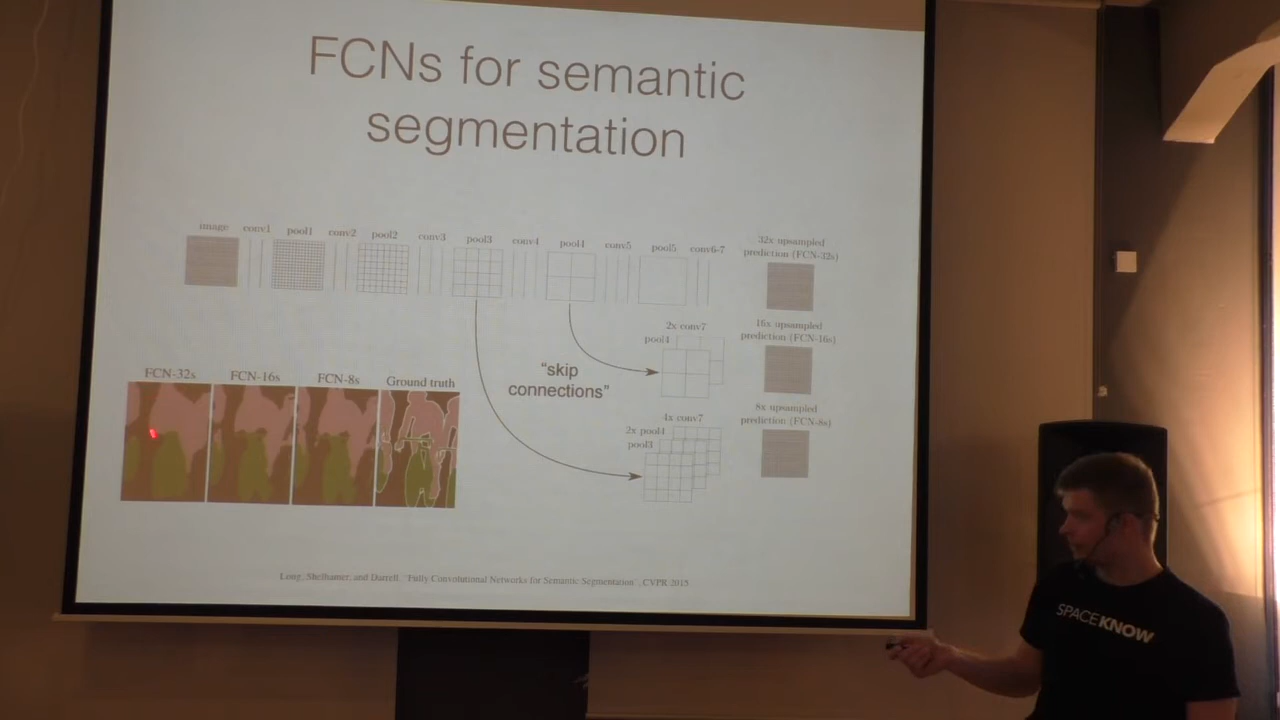 FCNs for semantic
segmentation
image conv1 pool1 conv2 pool2 conv3 pool3 conv4 pool4 conv5 pool5 conv6-7
32x upsampled
prediction (FCN-32s)
2x conv7
pool4
16x upsampled
prediction (FCN-16s)
"skip
connections"
4x conv7
2x pool4
pool3
8x upsampled
prediction (FCN-8s)
FCN-32s FCN-16s FCN-8s Ground truth
Long, Shelhamer, and Darrell. "Fully Convolutional Networks for Semantic Segmentation", CVPR 2015
SPACEKNOW